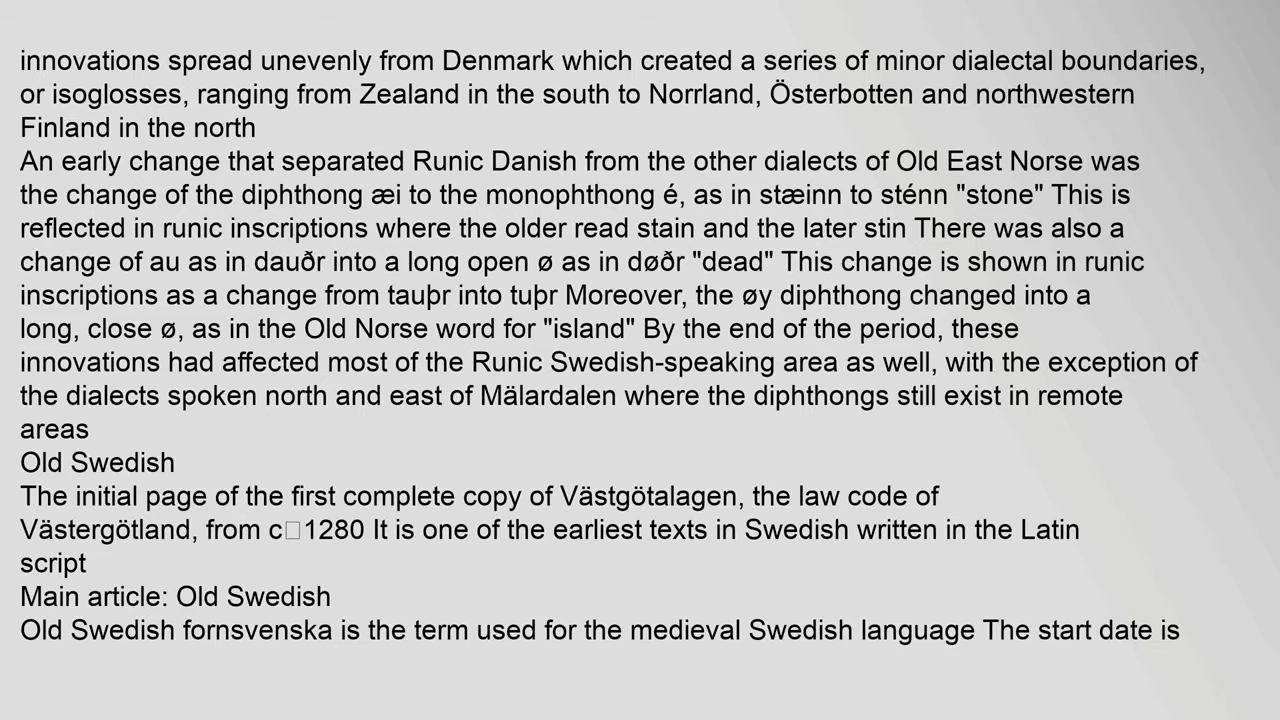 innovations spread unevenly from Denmark which created a series of minor dialectal boundaries,
or isoglosses, ranging from Zealand in the south to Norrland, Österbotten and northwestern
Finland in the north
An early change that separated Runic Danish from the other dialects of Old East Norse was
the change of the diphthong æi to the monophthong é, as in stæinn to sténn "stone" This is
reflected in runic inscriptions where the older read stain and the later stin There was also a
change of au as in dauðr into a long open ø as in døðr "dead" This change is shown in runic
inscriptions as a change from tauþr into tuþr Moreover, the øy diphthong changed into a
long, close ø, as in the Old Norse word for "island" By the end of the period, these
innovations had affected most of the Runic Swedish-speaking area as well, with the exception of
the dialects spoken north and east of Mälardalen where the diphthongs still exist in remote
areas
Old Swedish
The initial page of the first complete copy of Västgötalagen, the law code of
Västergötland, from c□1280 It is one of the earliest texts in Swedish written in the Latin
script
Main article: Old Swedish
Old Swedish fornsvenska is the term used for the medieval Swedish language The start date is